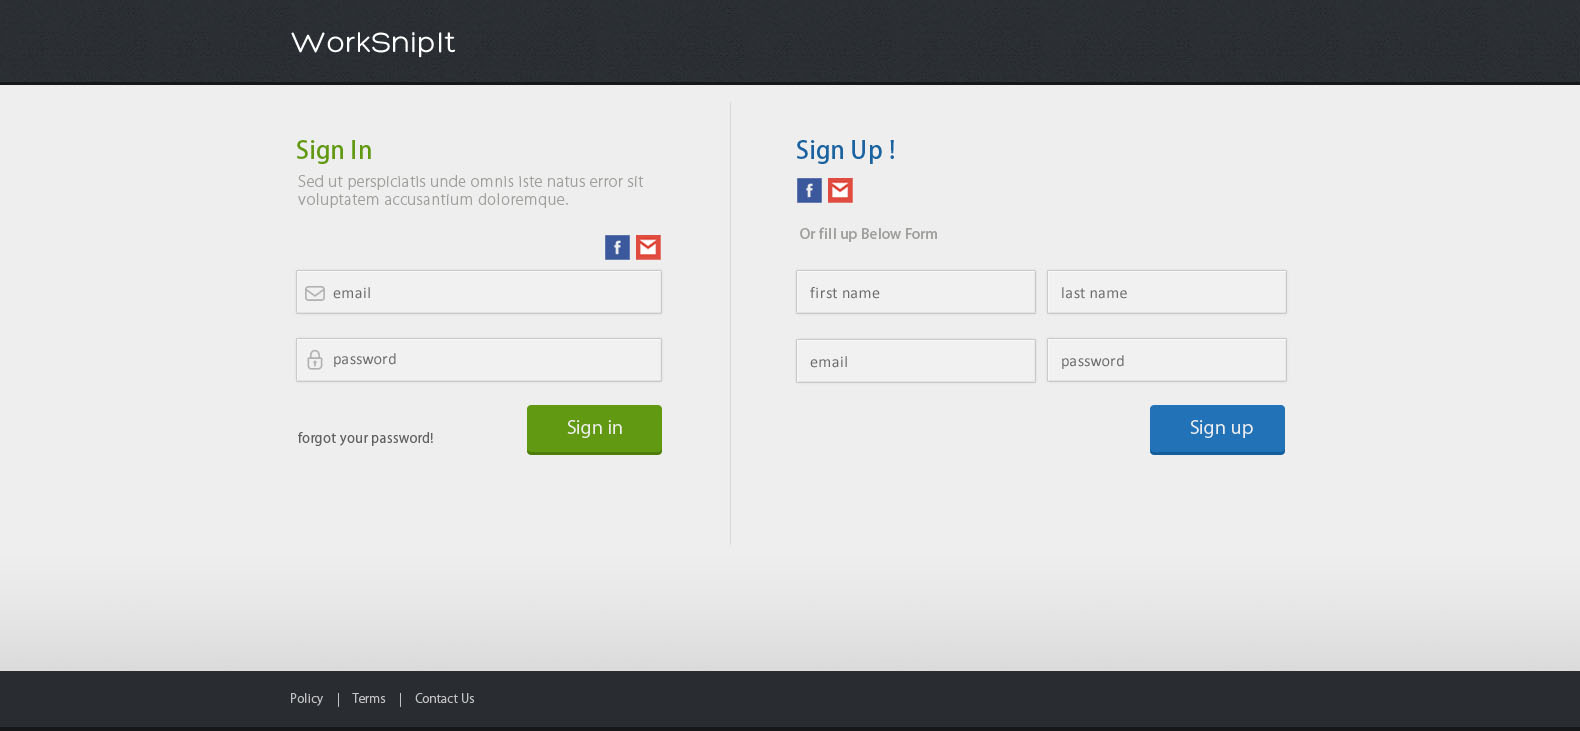 WorkSnipIt
Sign In
Sed ut perspiciatis unde omnis iste natus error sit
voluptatem accusantium doloremque.
f
email
password
forgot your password!
Sign in
Sign Up !
f
Or fill up Below Form
first name
last name
email
password
Sign up
Policy | Terms | Contact Us